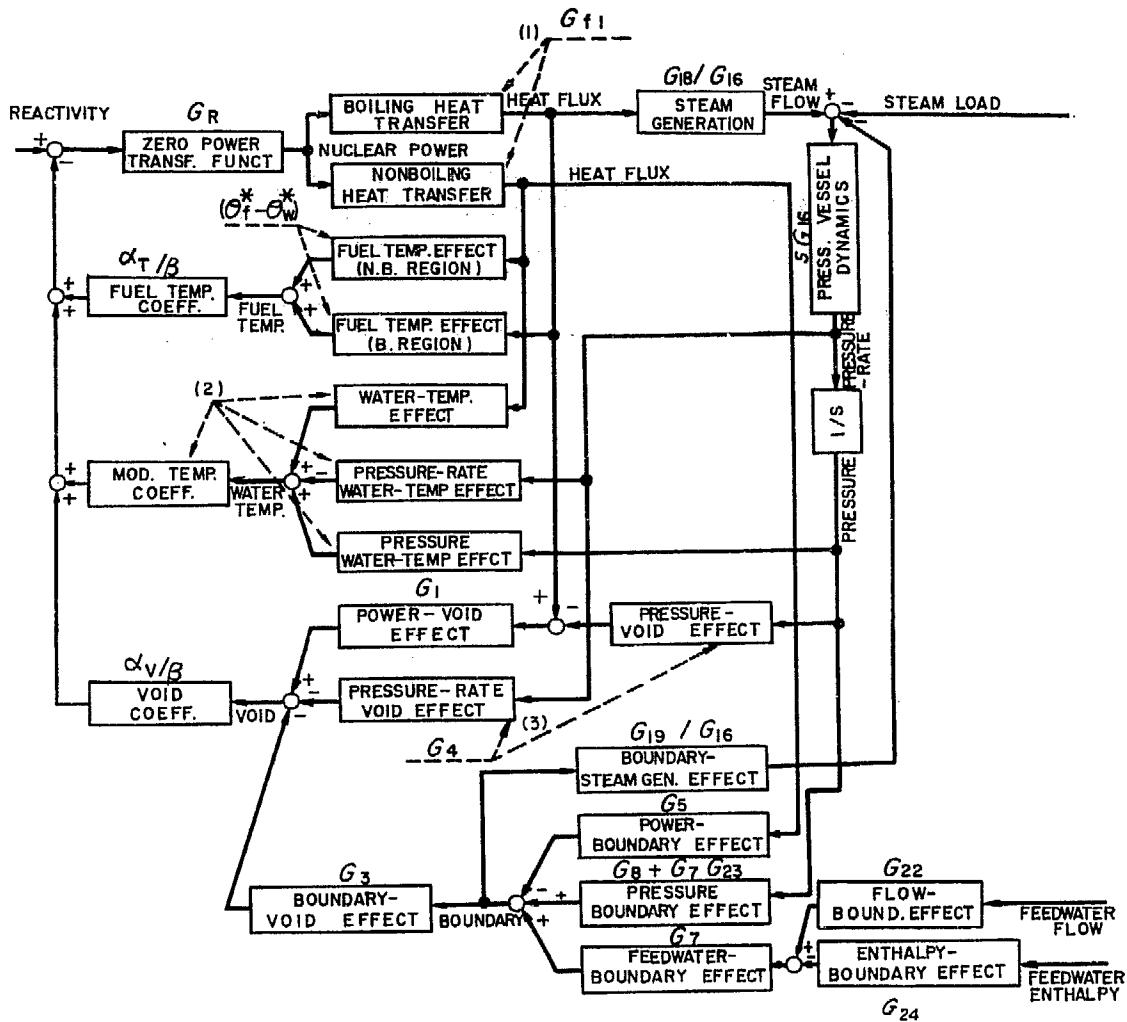 (1) Gf1
REACTIVITY
+
−
GR
ZERO POWER
TRANSF. FUNCT
NUCLEAR POWER
BOILING HEAT
TRANSFER
HEAT FLUX
NONBOILING
HEAT TRANSFER
HEAT FLUX
G18/G16
STEAM
GENERATION
STEAM
FLOW
+
−
−
STEAM LOAD
SG16
PRESS. VESSEL
DYNAMICS
PRESSURE
-RATE
1/S
PRESSURE
(θf*−θw*)
FUEL TEMP. EFFECT
(N.B. REGION)
FUEL TEMP. EFFECT
(B. REGION)
+
+
FUEL
TEMP.
αT/β
FUEL TEMP.
COEFF.
+
+
(2)
WATER-TEMP.
EFFECT
PRESSURE-RATE
WATER-TEMP EFFECT
PRESSURE
WATER-TEMP EFFCT
+
−
+
WATER
TEMP.
MOD. TEMP.
COEFF.
+
+
G1
POWER-VOID
EFFECT
+
−
PRESSURE-
VOID EFFECT
PRESSURE-RATE
VOID EFFECT
(3)
G4
+
−
−
VOID
αV/β
VOID
COEFF.
G19 / G16
BOUNDARY-
STEAM GEN. EFFECT
G5
POWER-
BOUNDARY EFFECT
G8 + G7 G23
PRESSURE
BOUNDARY EFFECT
G7
FEEDWATER-
BOUNDARY EFFECT
−
+
+
BOUNDARY
G3
BOUNDARY-
VOID EFFECT
G22
FLOW-
BOUND. EFFECT
FEEDWATER
FLOW
+
+
ENTHALPY-
BOUNDARY EFFECT
FEEDWATER
ENTHALPY
G24